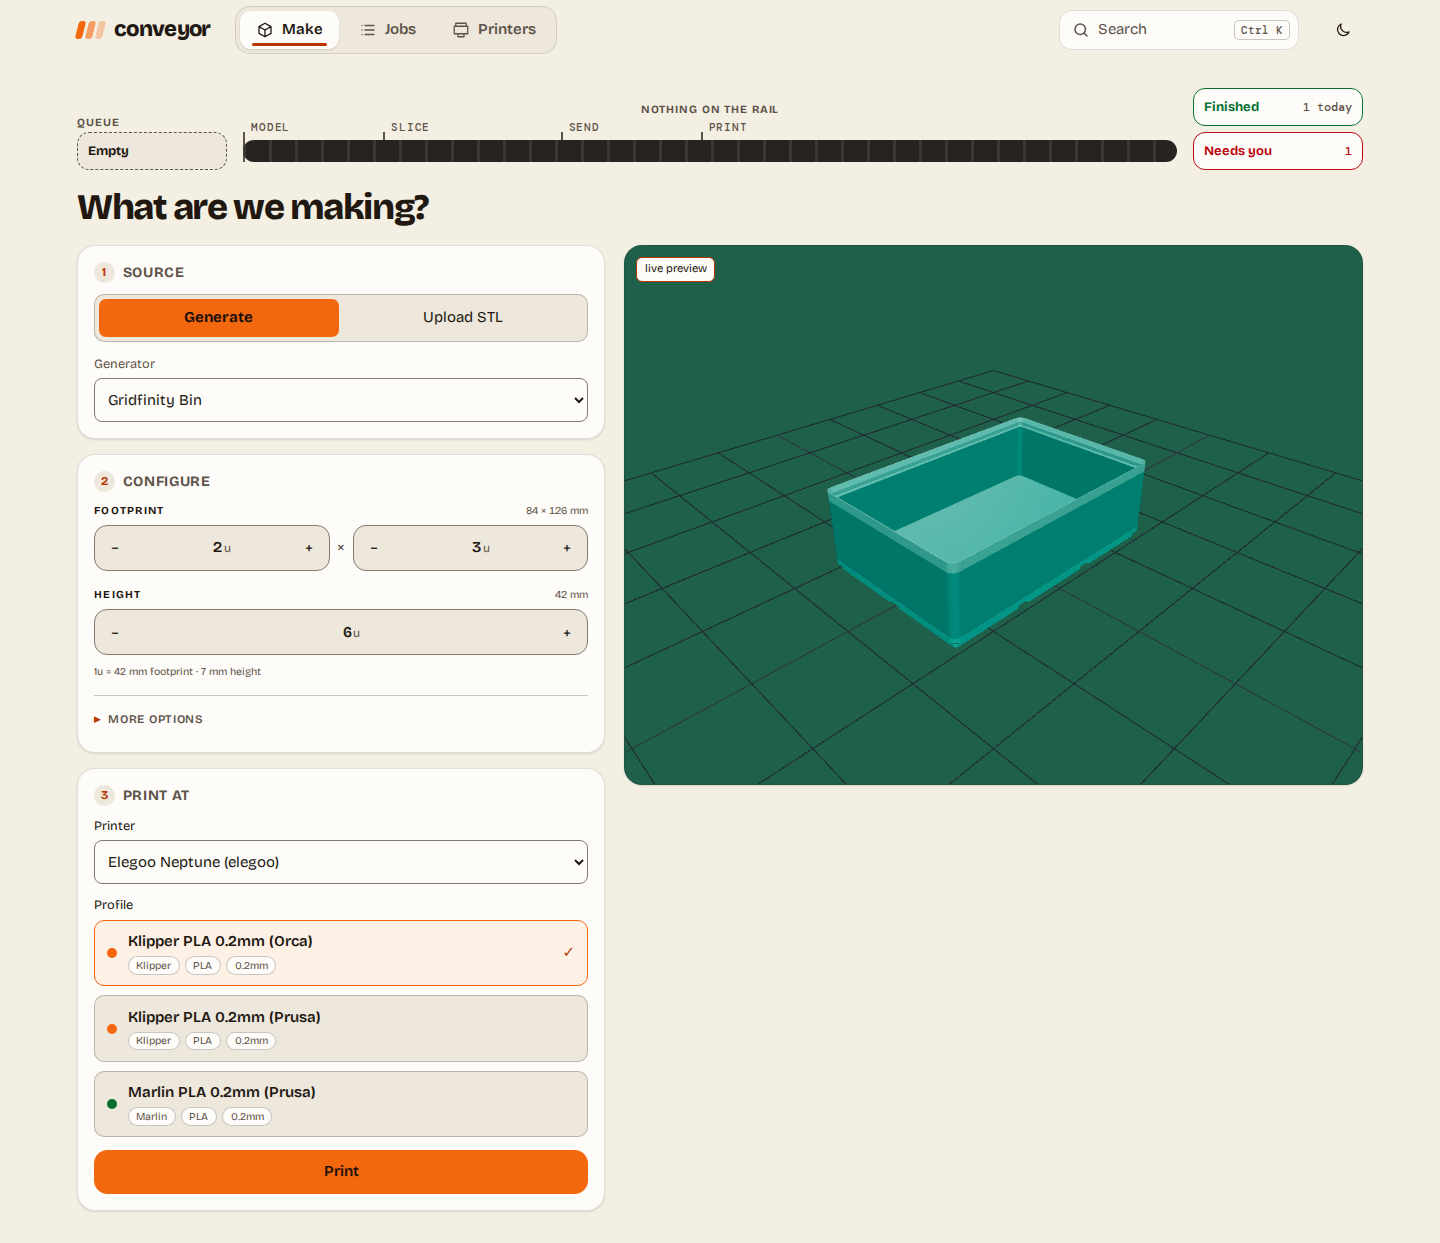 conveyor
Make
Jobs
Printers
Search
Ctrl K
QUEUE
Empty
NOTHING ON THE RAIL
MODEL
SLICE
SEND
PRINT
Finished 1 today
Needs you 1
What are we making?
1 SOURCE
Generate
Upload STL
Generator
Gridfinity Bin
2 CONFIGURE
FOOTPRINT 84 × 126 mm
− 2 u + × − 3 u +
HEIGHT 42 mm
− 6 u +
1u = 42 mm footprint · 7 mm height
▶ MORE OPTIONS
3 PRINT AT
Printer
Elegoo Neptune (elegoo)
Profile
Klipper PLA 0.2mm (Orca) ✓
Klipper PLA 0.2mm
Klipper PLA 0.2mm (Prusa)
Klipper PLA 0.2mm
Marlin PLA 0.2mm (Prusa)
Marlin PLA 0.2mm
Print
live preview